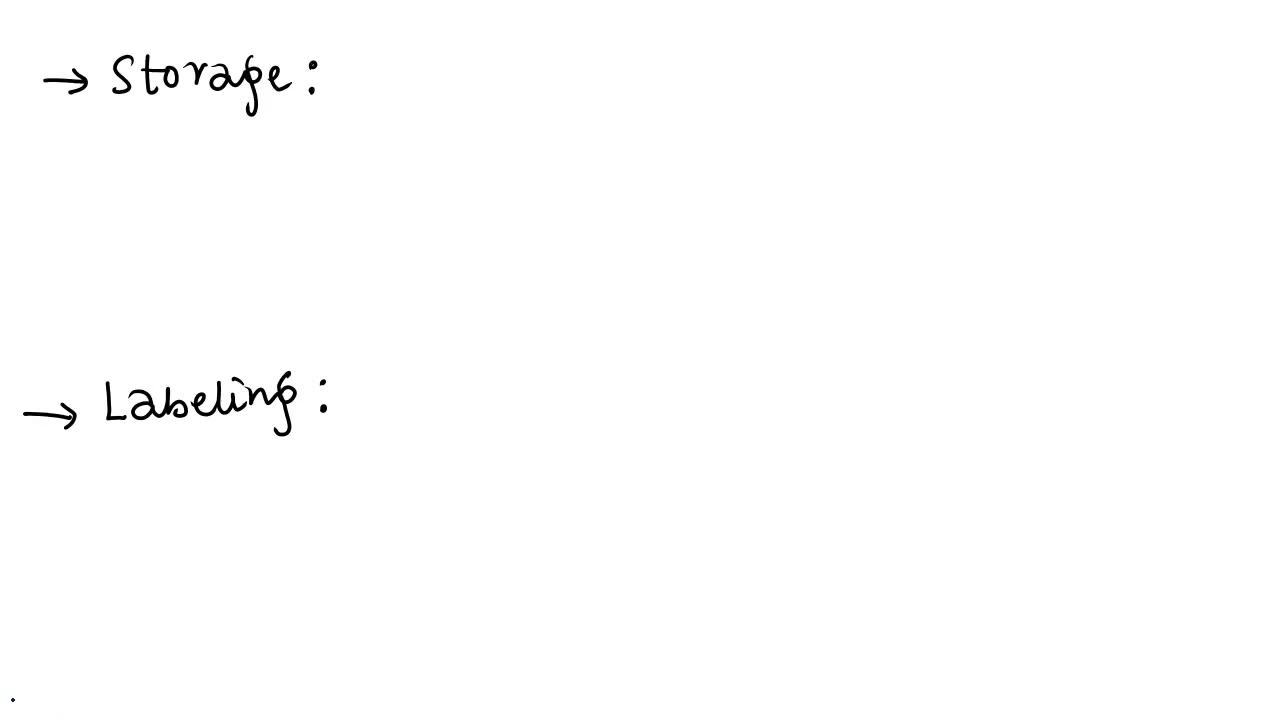 → Storage:
→ Labeling: